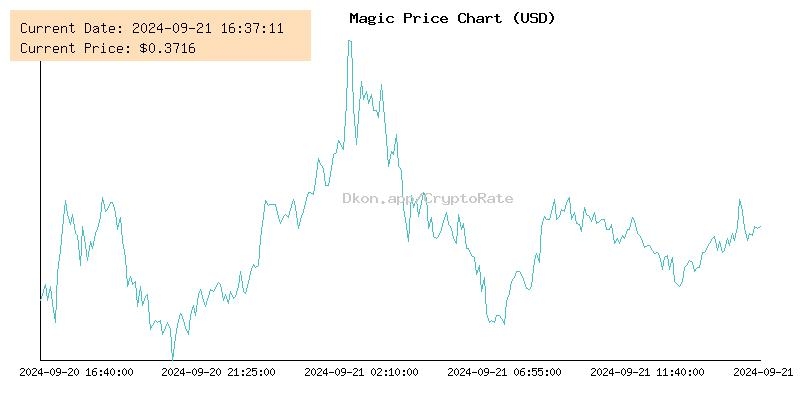 Magic Price Chart (USD)
Current Date: 2024-09-21 16:37:11
Current Price: $0.3716
Dkon.app/CryptoRate
2024-09-20 16:40:00 2024-09-20 21:25:00 2024-09-21 02:10:00 2024-09-21 06:55:00 2024-09-21 11:40:00 2024-09-21